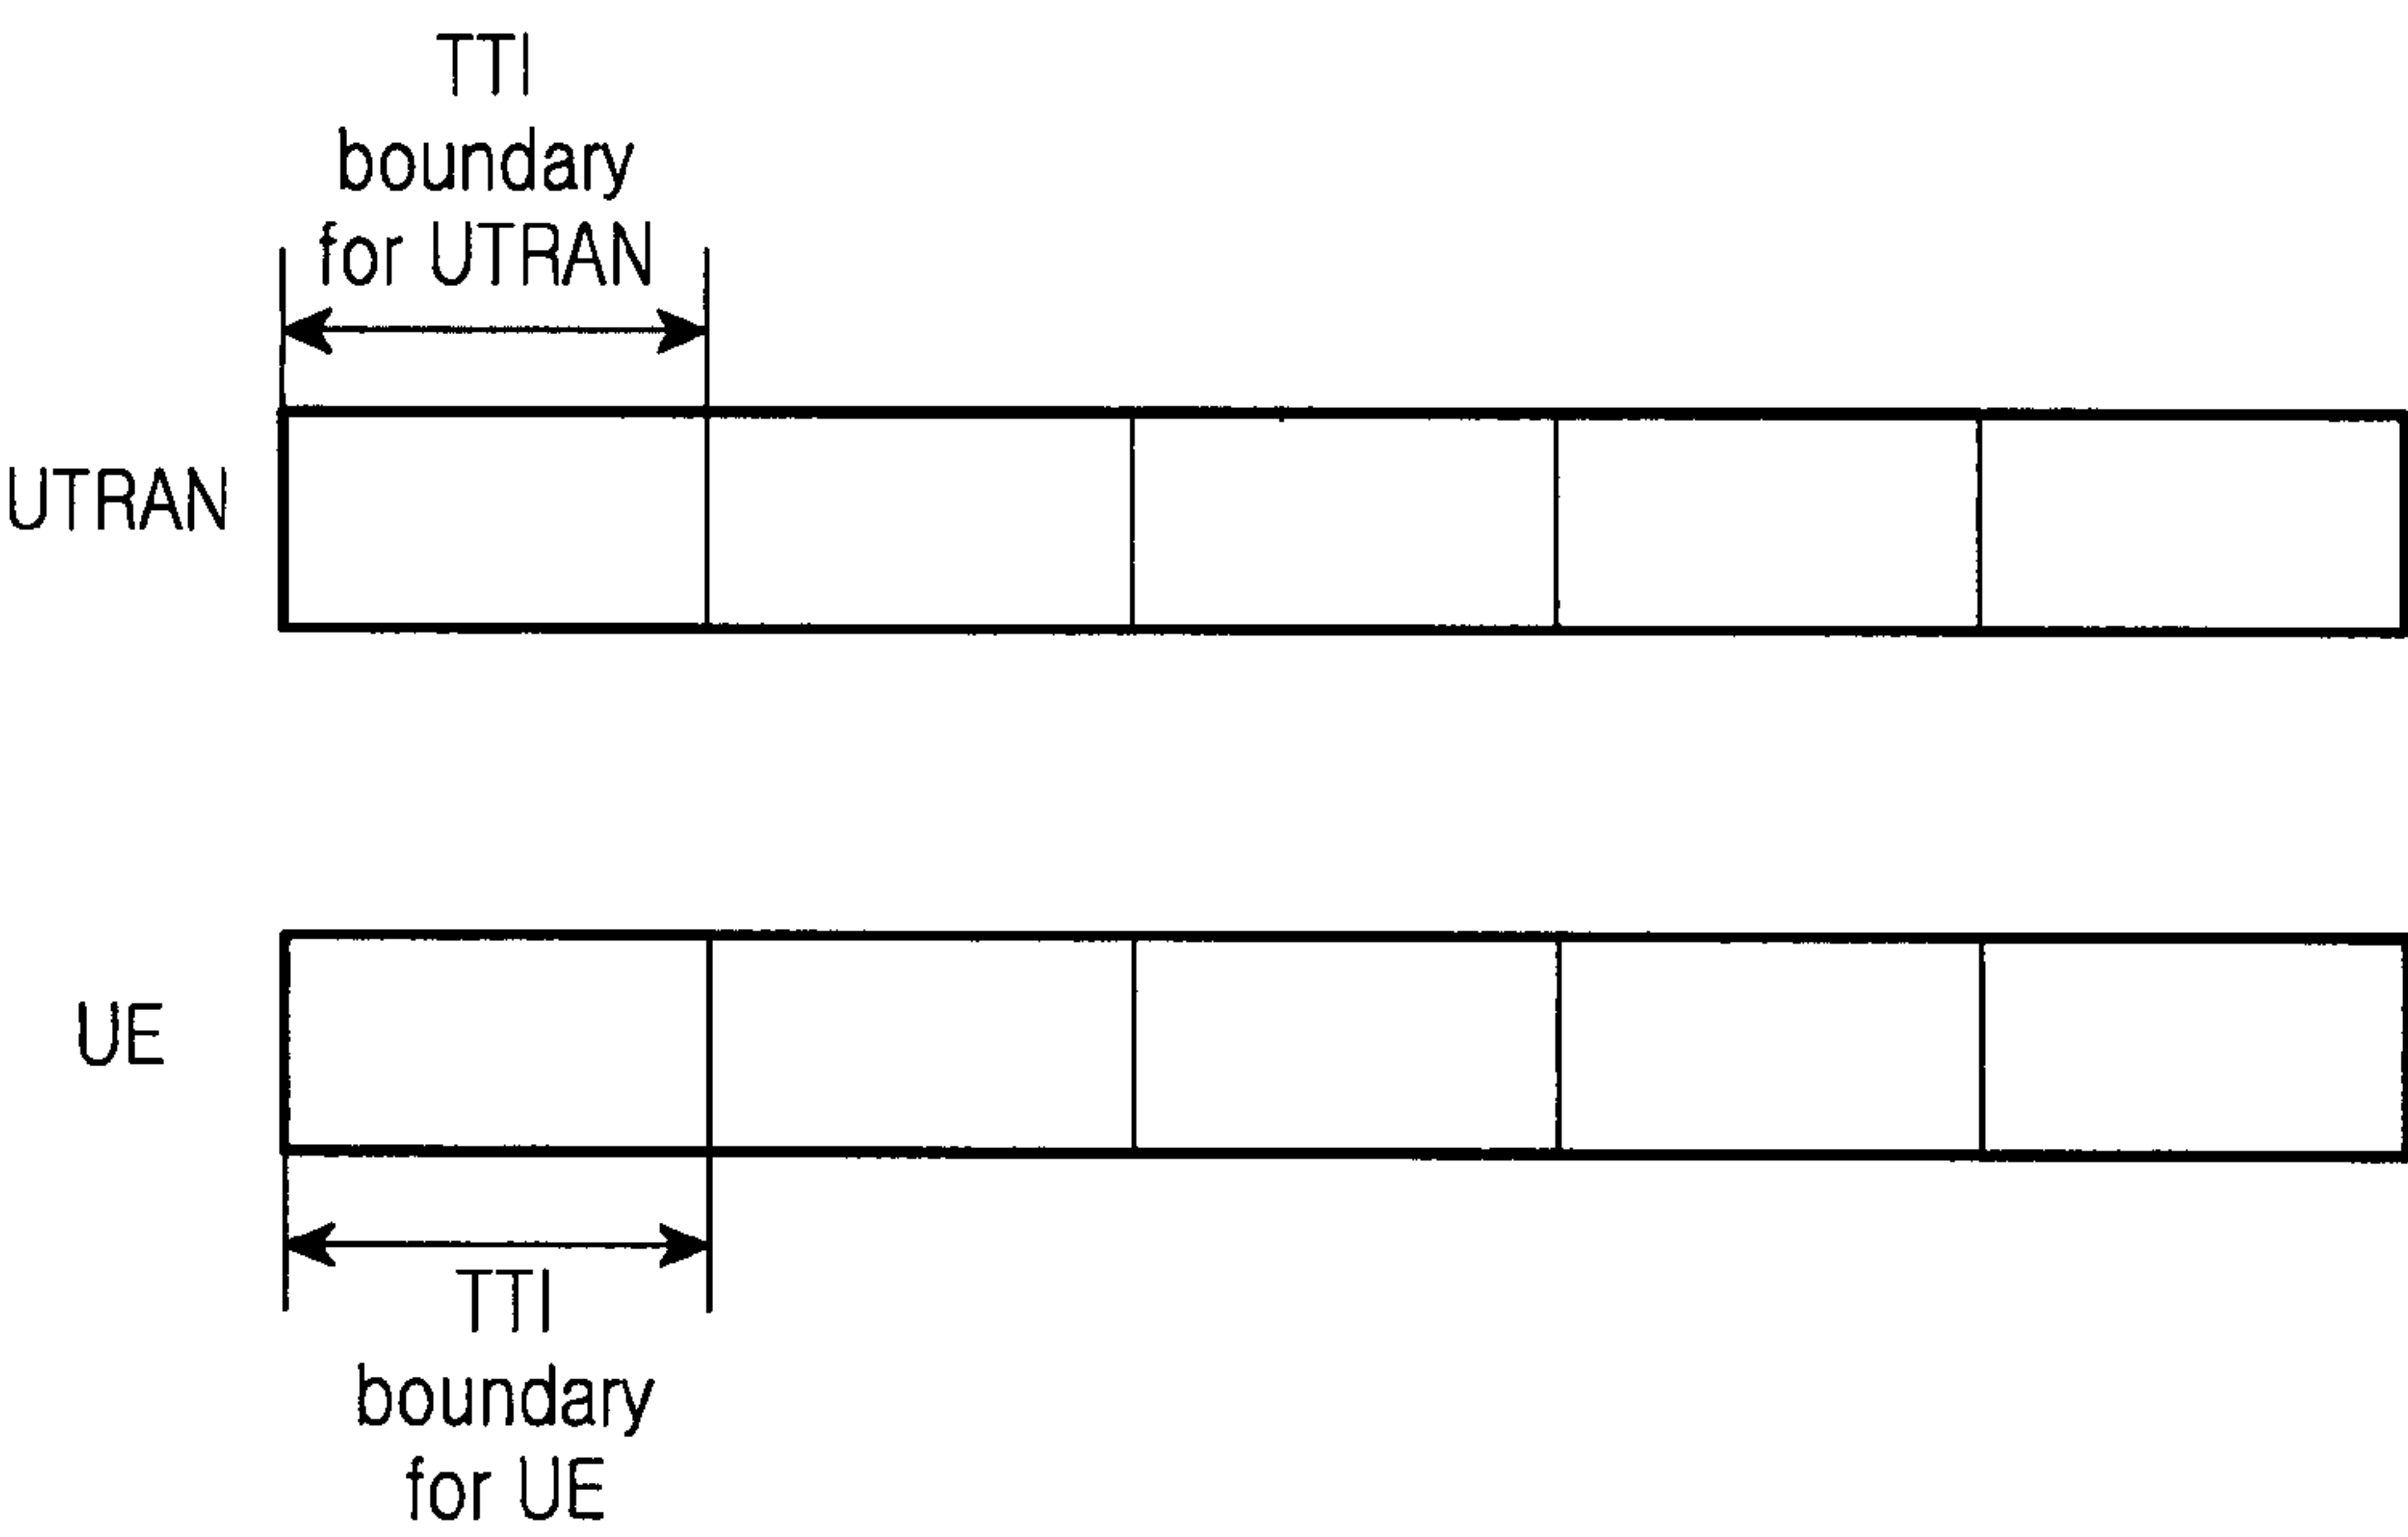 TTI
boundary
for UTRAN
UTRAN
UE
TTI
boundary
for UE